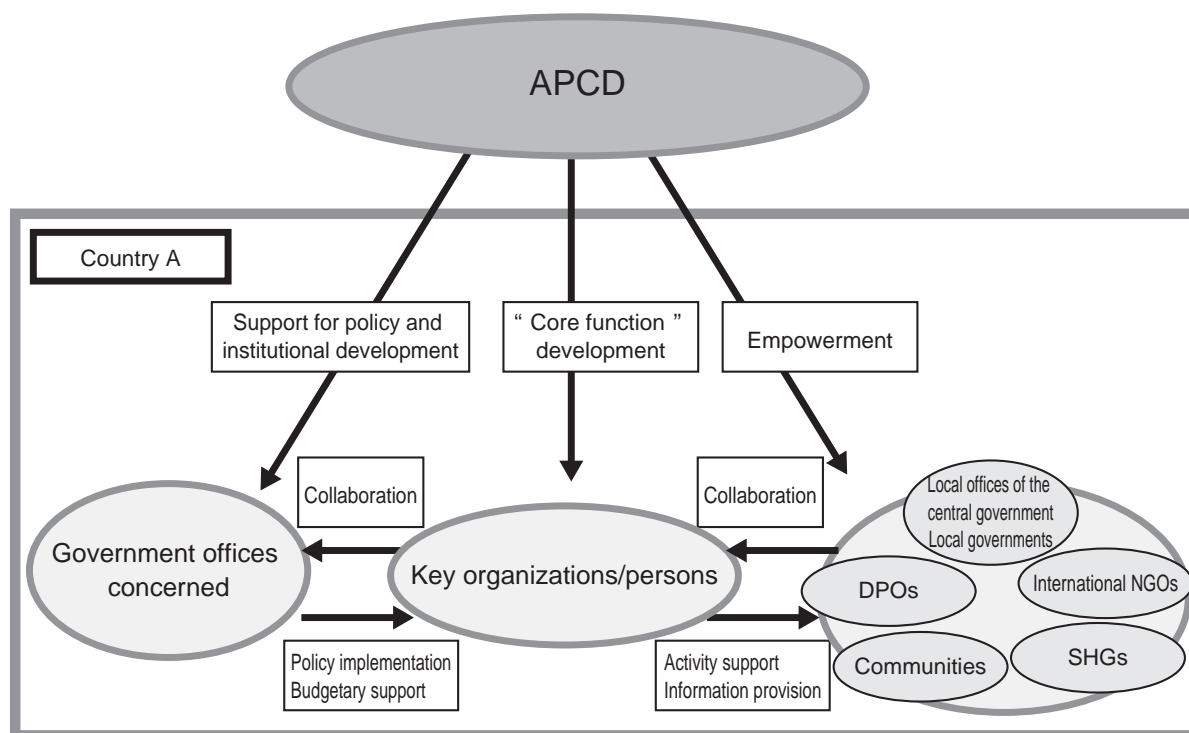 APCD
Country A
Support for policy and
institutional development
“ Core function ”
development
Empowerment
Collaboration
Collaboration
Government offices
concerned
Key organizations/persons
Local offices of the
central government
Local governments
DPOs
International NGOs
Communities
SHGs
Policy implementation
Budgetary support
Activity support
Information provision